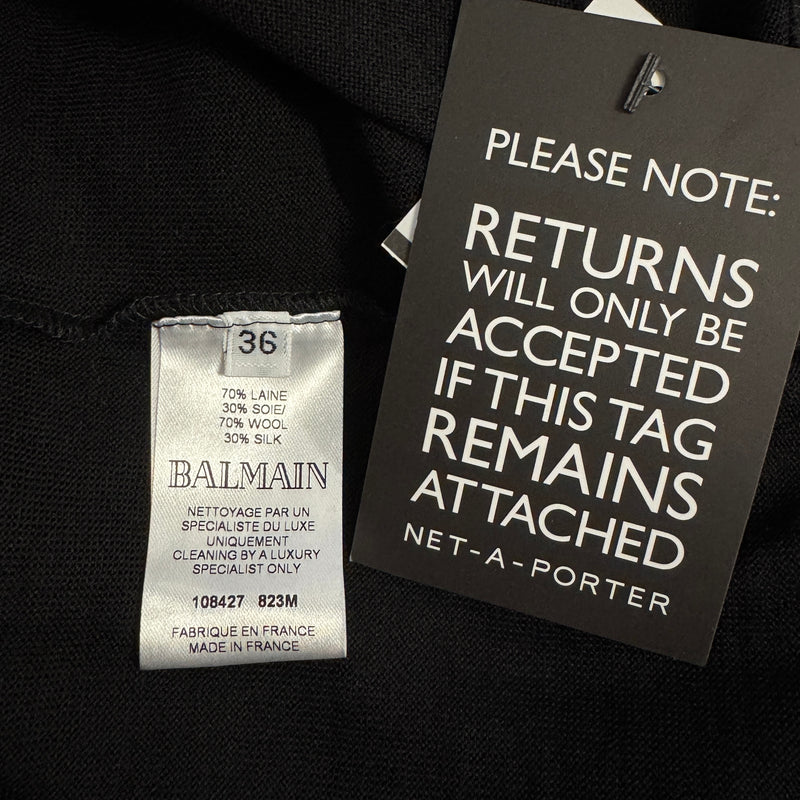 36
70% LAINE
30% SOIE/
70% WOOL
30% SILK
BALMAIN
NETTOYAGE PAR UN
SPECIALISTE DU LUXE
UNIQUEMENT
CLEANING BY A LUXURY
SPECIALIST ONLY
108427 823M
FABRIQUE EN FRANCE
MADE IN FRANCE
PLEASE NOTE:
RETURNS
WILL ONLY BE
ACCEPTED
IF THIS TAG
REMAINS
ATTACHED
NET-A-PORTER